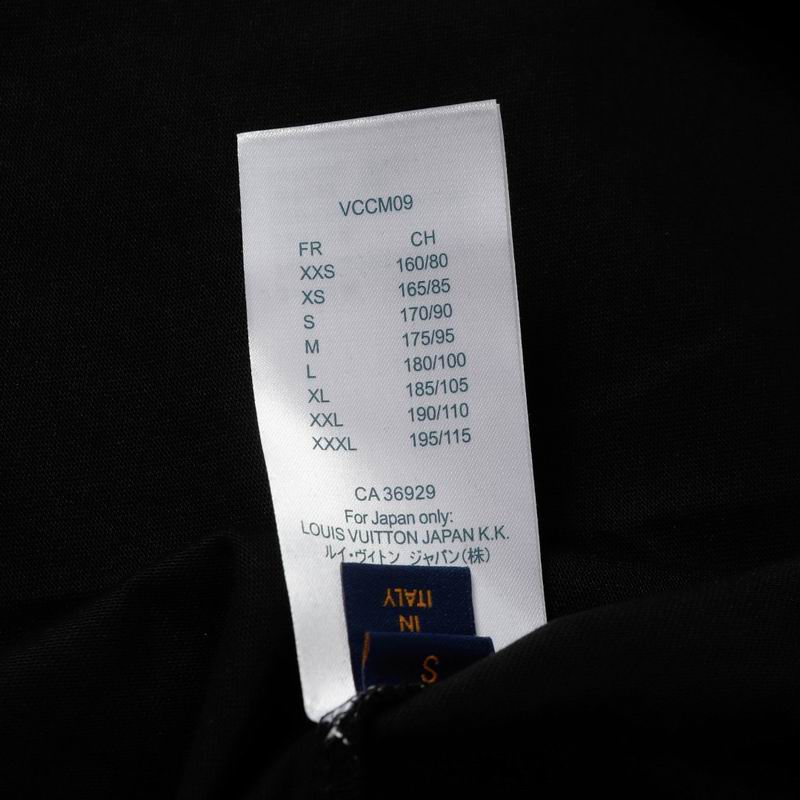 VCCM09
FR CH
XXS 160/80
XS 165/85
S 170/90
M 175/95
L 180/100
XL 185/105
XXL 190/110
XXXL 195/115
CA 36929
For Japan only:
LOUIS VUITTON JAPAN K.K.
ルイ・ヴィトン ジャパン(株)
IN
ITALY
S